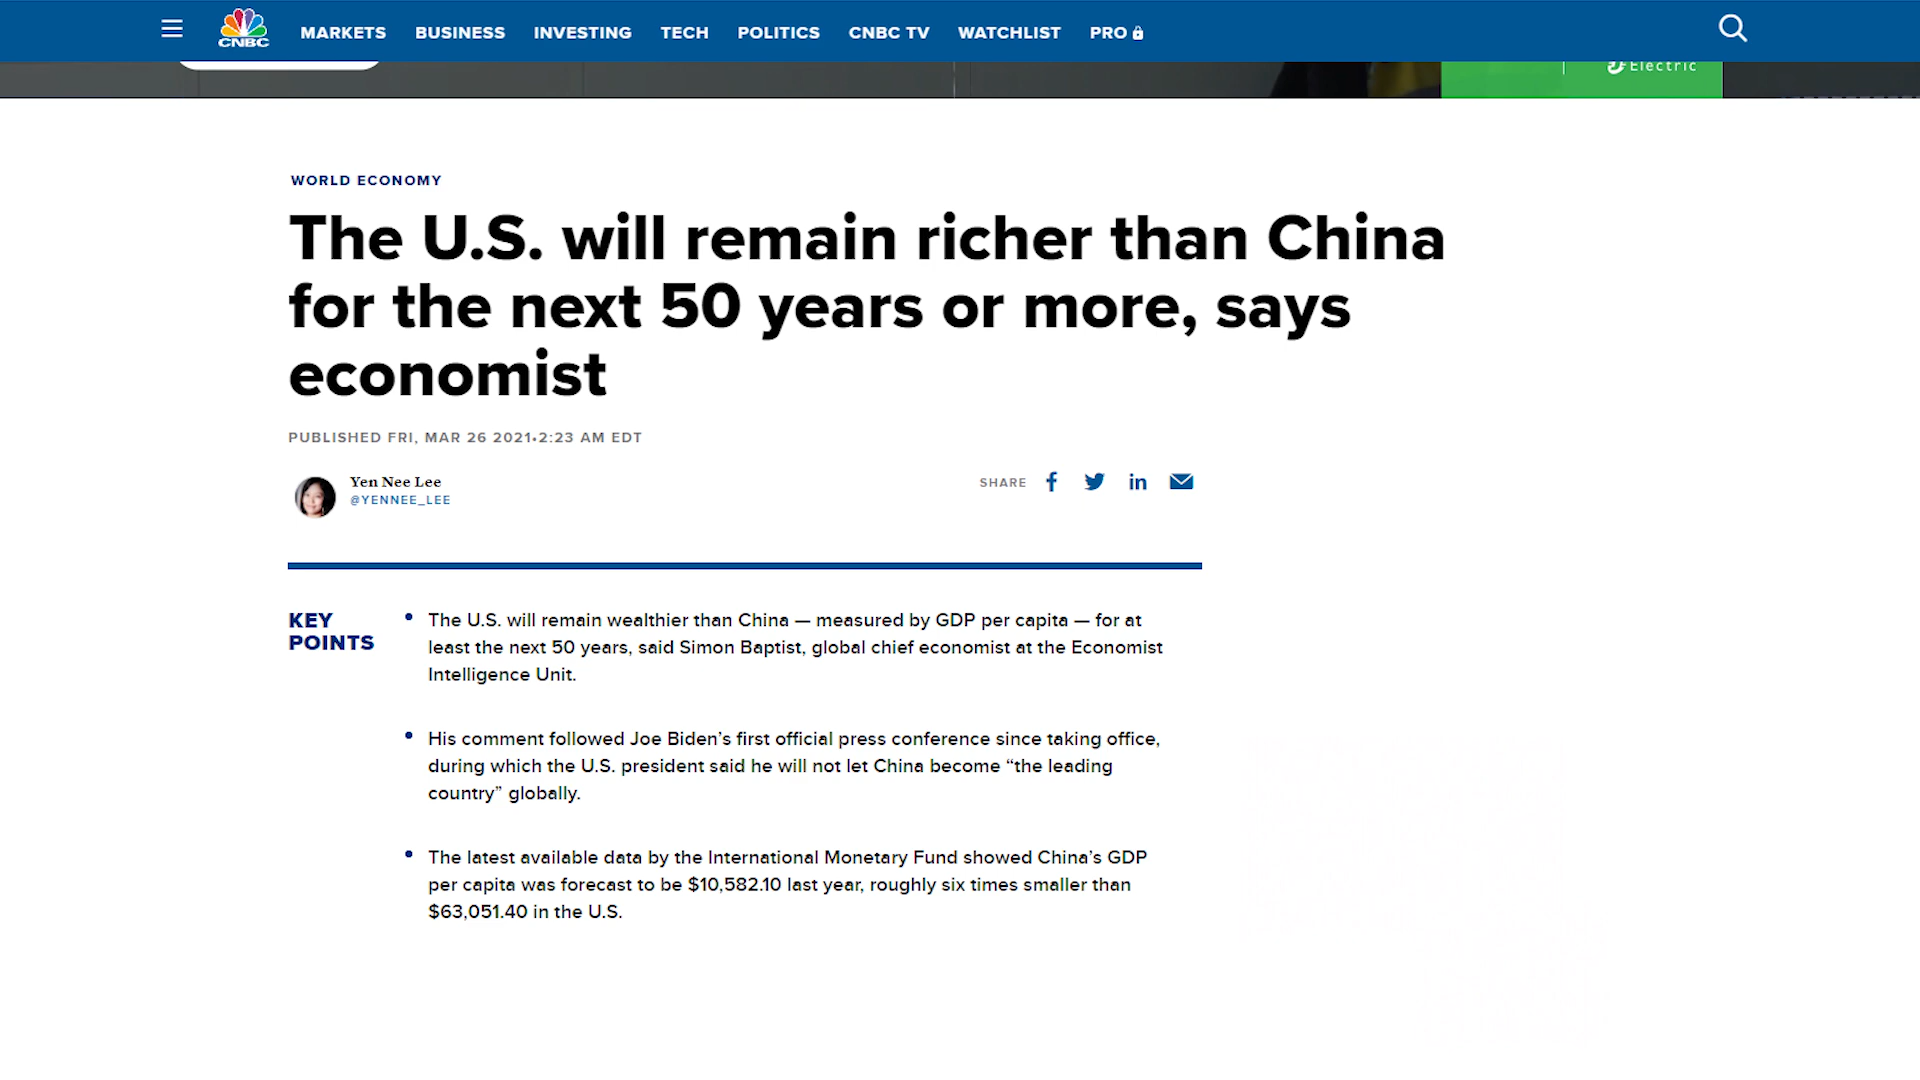 CNBC
MARKETS BUSINESS INVESTING TECH POLITICS CNBC TV WATCHLIST PRO
Electric
WORLD ECONOMY
The U.S. will remain richer than China
for the next 50 years or more, says
economist
PUBLISHED FRI, MAR 26 2021•2:23 AM EDT
Yen Nee Lee
@YENNEE_LEE
SHARE
KEY
POINTS
• The U.S. will remain wealthier than China — measured by GDP per capita — for at
least the next 50 years, said Simon Baptist, global chief economist at the Economist
Intelligence Unit.
• His comment followed Joe Biden’s first official press conference since taking office,
during which the U.S. president said he will not let China become “the leading
country” globally.
• The latest available data by the International Monetary Fund showed China’s GDP
per capita was forecast to be $10,582.10 last year, roughly six times smaller than
$63,051.40 in the U.S.